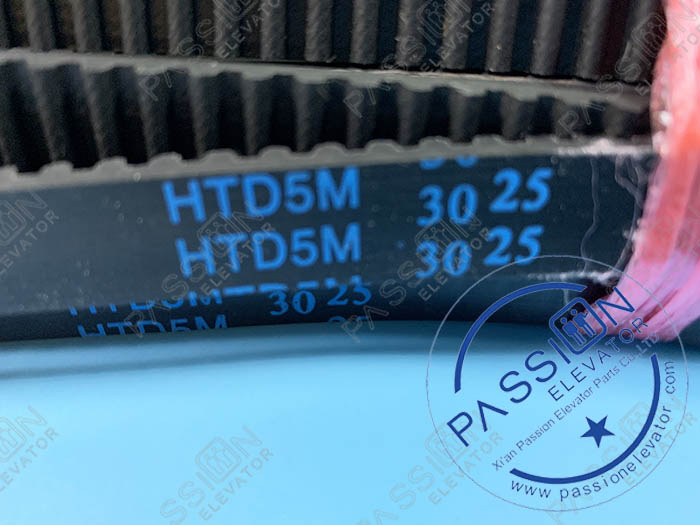 HTD5M 30 25
HTD5M 30 25
30 25
HTD5M
PASSION
ELEVATOR
Xi'an Passion Elevator Parts Co.,Ltd
www.passionelevator.com